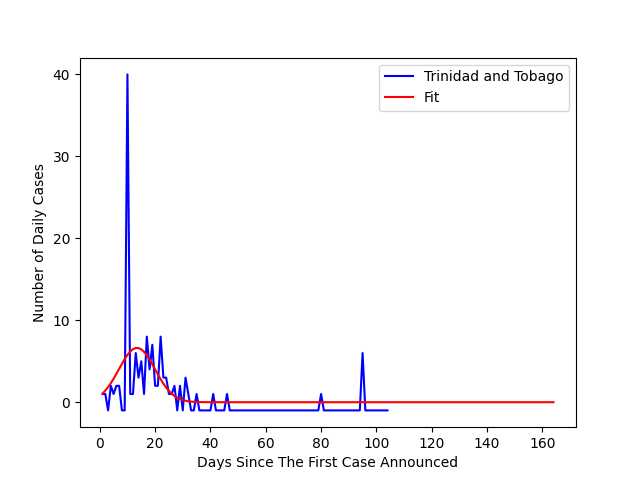 Trinidad and Tobago
Fit
40
30
20
10
0
Number of Daily Cases
0 20 40 60 80 100 120 140 160
Days Since The First Case Announced